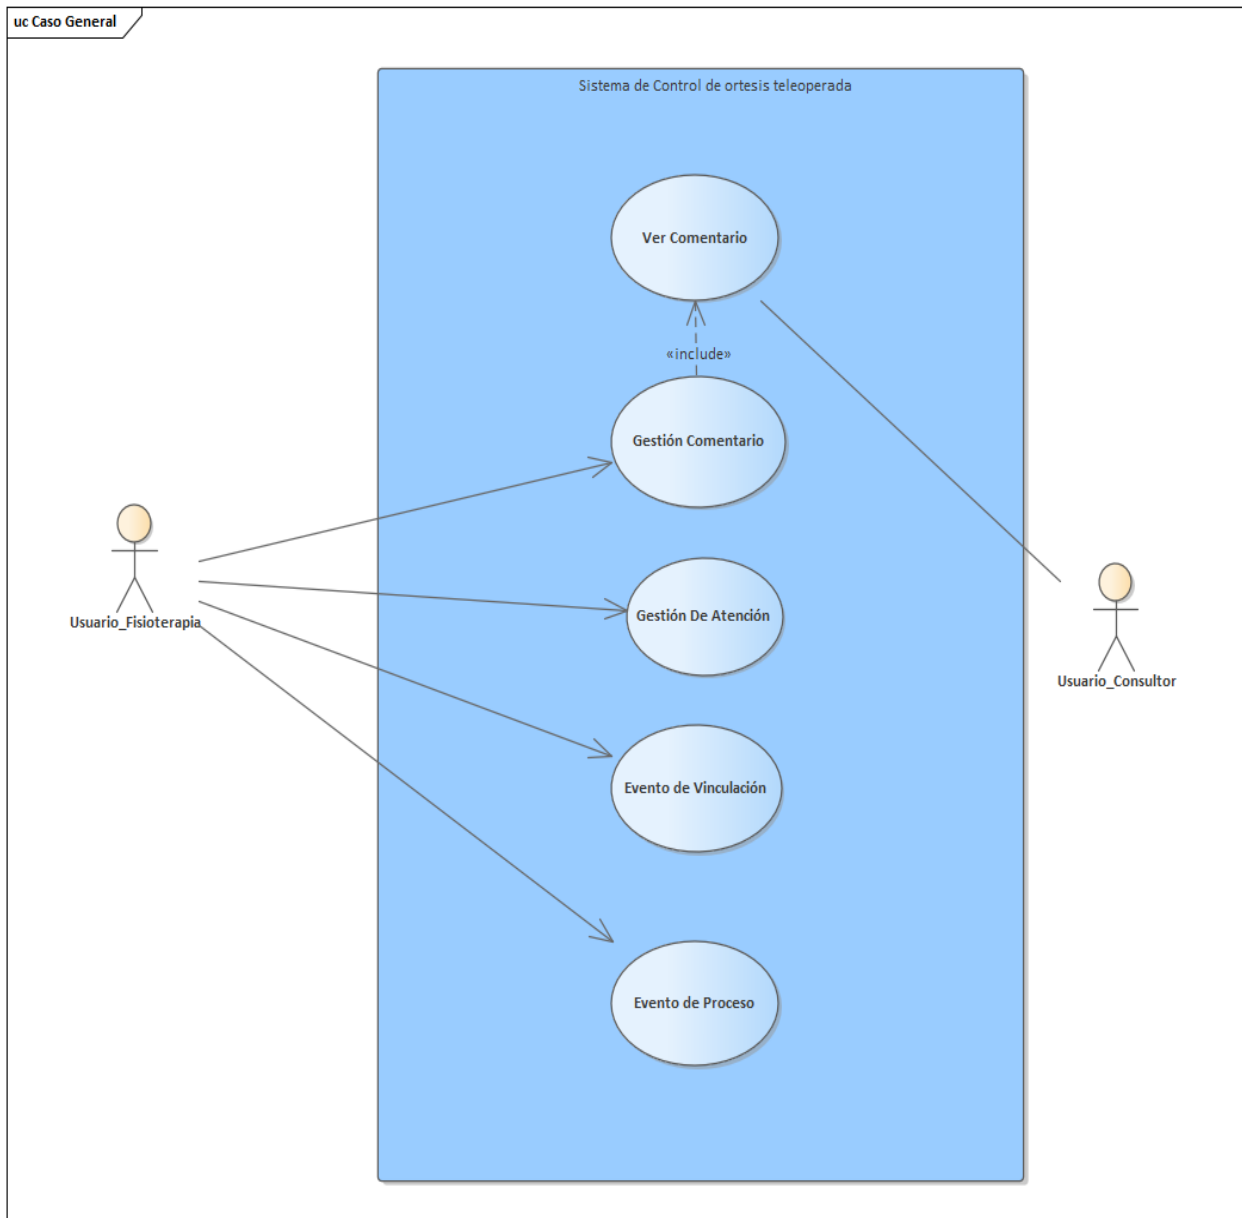 uc Caso General
Sistema de Control de ortesis teleoperada
Ver Comentario
«include»
Gestión Comentario
Gestión De Atención
Usuario_Fisioterapia
Usuario_Consultor
Evento de Vinculación
Evento de Proceso